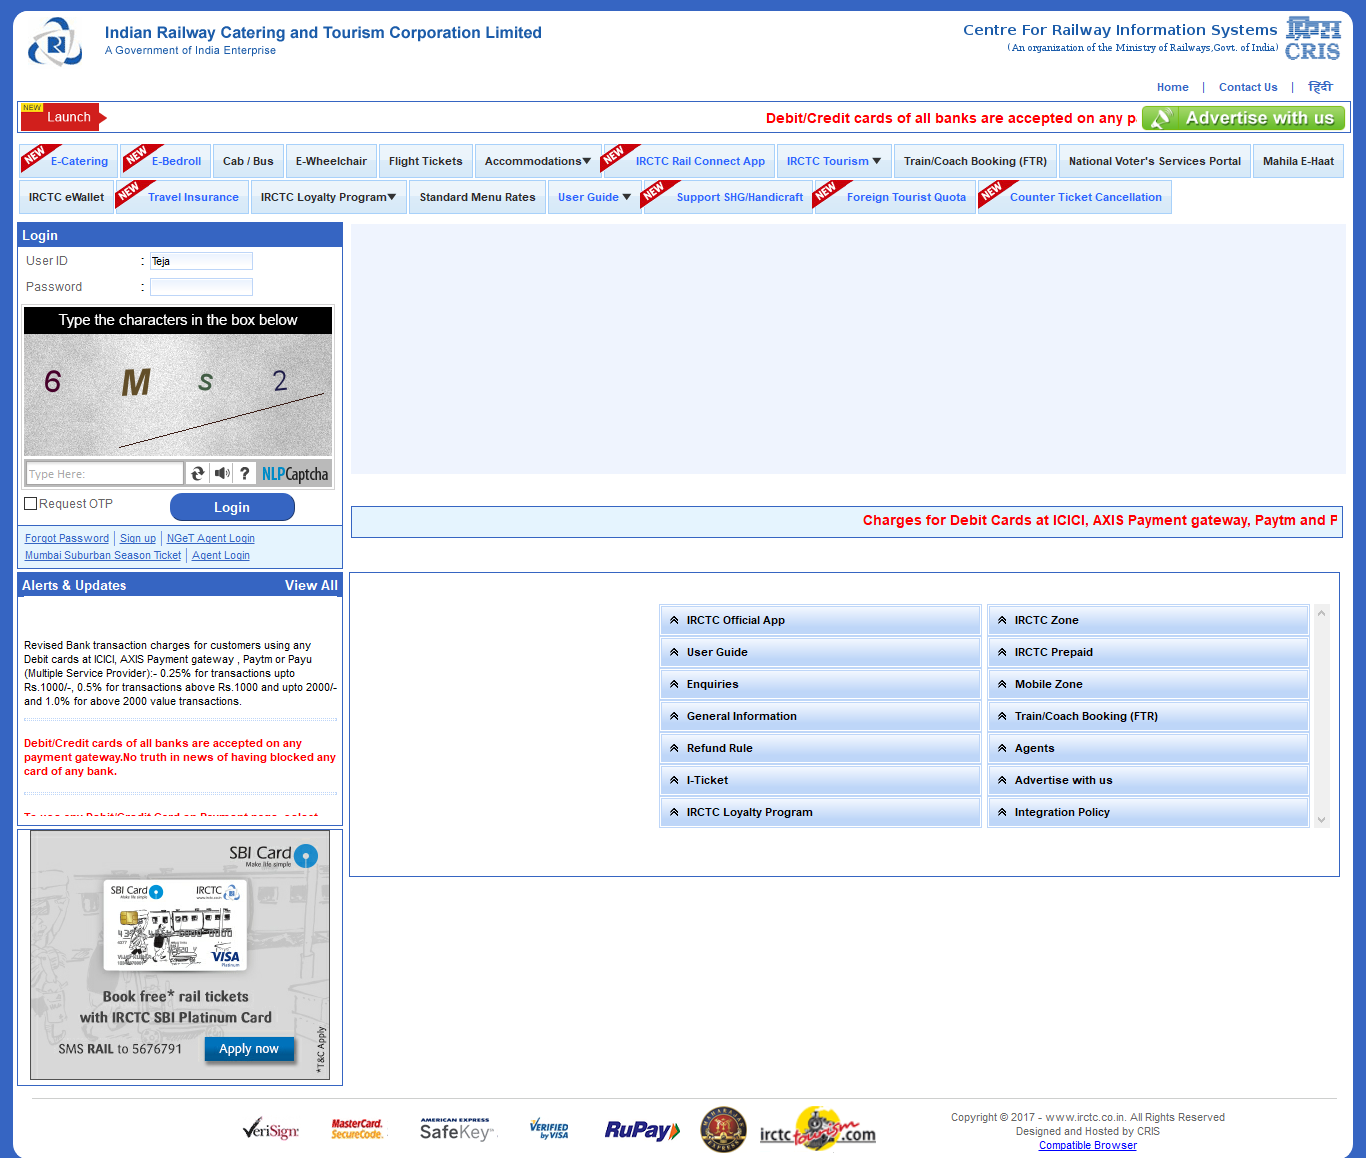 Indian Railway Catering and Tourism Corporation Limited
A Government of India Enterprise
Centre For Railway Information Systems
(An organization of the Ministry of Railways,Govt. of India)
CRIS
Home | Contact Us | हिंदी
NEW Launch
Debit/Credit cards of all banks are accepted on any p
Advertise with us
NEW E-Catering NEW E-Bedroll Cab / Bus E-Wheelchair Flight Tickets Accommodations NEW IRCTC Rail Connect App IRCTC Tourism Train/Coach Booking (FTR) National Voter's Services Portal Mahila E-Haat
IRCTC eWallet NEW Travel Insurance IRCTC Loyalty Program Standard Menu Rates User Guide NEW Support SHG/Handicraft NEW Foreign Tourist Quota NEW Counter Ticket Cancellation
Login
User ID : Teja
Password :
Type the characters in the box below
6 M s 2
Type Here:
? NLPCaptcha
Request OTP Login
Forgot Password | Sign up | NGeT Agent Login
Mumbai Suburban Season Ticket | Agent Login
Charges for Debit Cards at ICICI, AXIS Payment gateway, Paytm and P
Alerts & Updates View All
Revised Bank transaction charges for customers using any
Debit cards at ICICI, AXIS Payment gateway , Paytm or Payu
(Multiple Service Provider):- 0.25% for transactions upto
Rs.1000/-, 0.5% for transactions above Rs.1000 and upto 2000/-
and 1.0% for above 2000 value transactions.
Debit/Credit cards of all banks are accepted on any
payment gateway.No truth in news of having blocked any
card of any bank.
To use any Debit/Credit Card on Payment page, select
IRCTC Official App
IRCTC Zone
User Guide
IRCTC Prepaid
Enquiries
Mobile Zone
General Information
Train/Coach Booking (FTR)
Refund Rule
Agents
I-Ticket
Advertise with us
IRCTC Loyalty Program
Integration Policy
SBI Card
Make life simple
SBI Card
Make life simple
IRCTC
VISA
Platinum
Book free* rail tickets
with IRCTC SBI Platinum Card
SMS RAIL to 5676791
Apply now
*T&C Apply
VeriSign
MasterCard.
SecureCode.
AMERICAN EXPRESS
SafeKey
VERIFIED
by VISA
RuPay
irctc tourism .com
Copyright © 2017 - www.irctc.co.in. All Rights Reserved
Designed and Hosted by CRIS
Compatible Browser